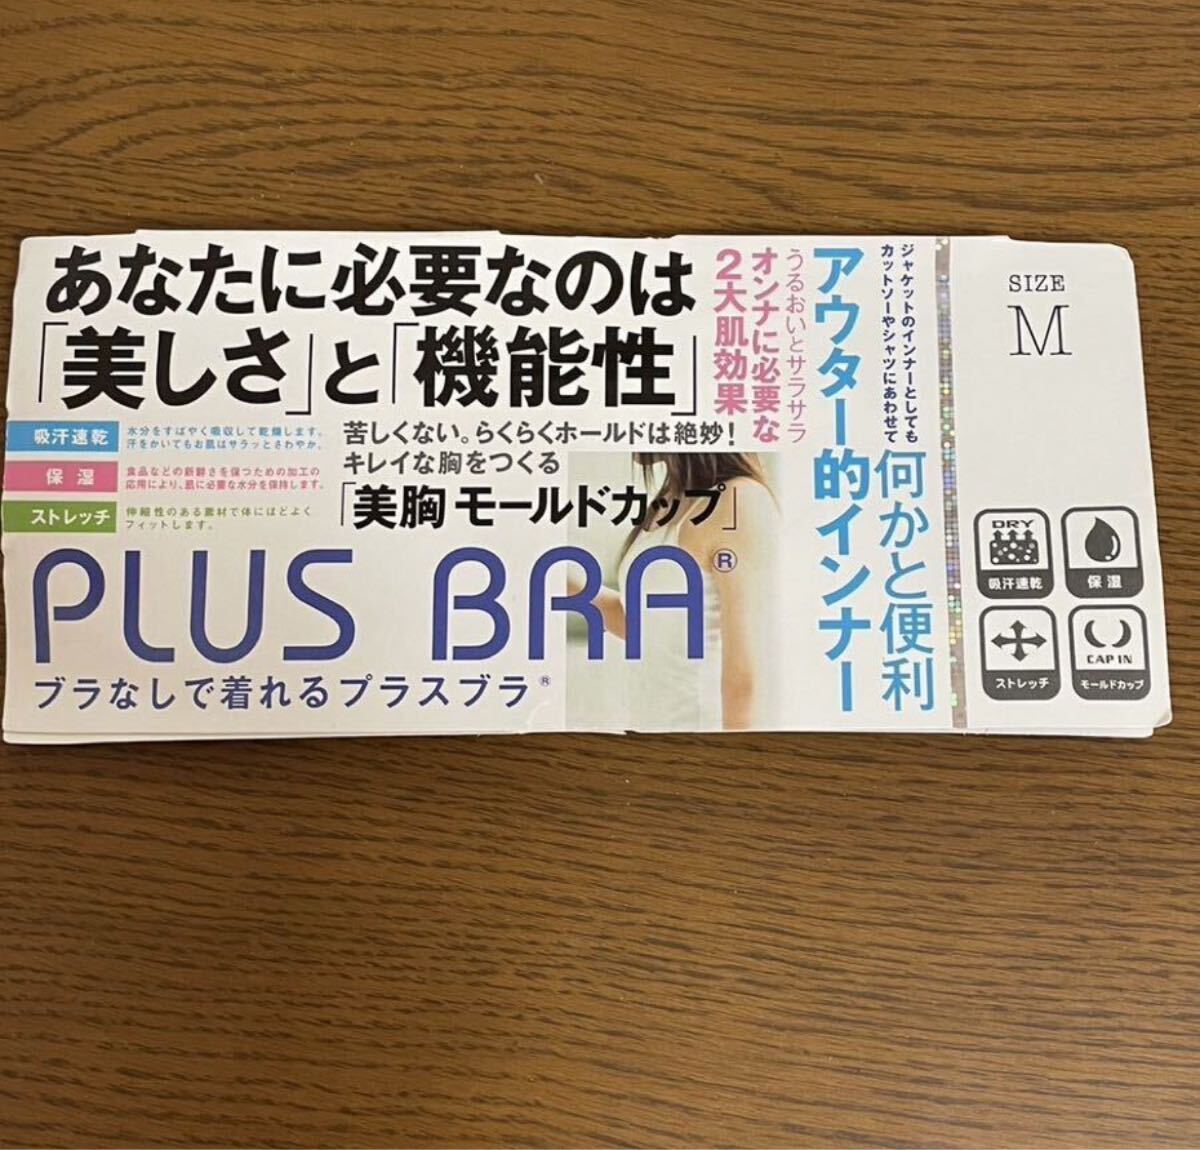 あなたに必要なのは
「美しさ」と「機能性」
吸汗速乾
水分をすばやく吸収して乾燥します。
汗をかいてもお肌はサラッとさわやか。
保湿
食品などの新鮮さを保つための加工の
応用により、肌に必要な水分を保持します。
ストレッチ
伸縮性のある素材で体にほどよく
フィットします。
苦しくない。らくらくホールドは絶妙!
キレイな胸をつくる
「美胸 モールドカップ」
PLUS BRA®
ブラなしで着れるプラスブラ®
うるおいとサラサラ
オンナに必要な
2大肌効果
ジャケットのインナーとしても
カットソーやシャツにあわせて
何かと便利
アウター的インナー
SIZE
M
DRY
吸汗速乾
保湿
ストレッチ
CAP IN
モールドカップ